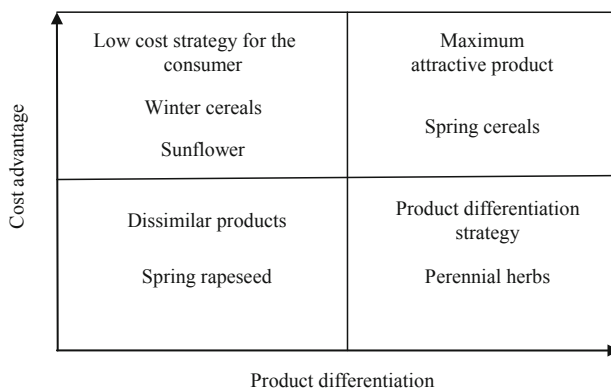 Cost advantage
Low cost strategy for the
consumer
Winter cereals
Sunflower
Maximum
attractive product
Spring cereals
Dissimilar products
Spring rapeseed
Product differentiation
strategy
Perennial herbs
Product differentiation